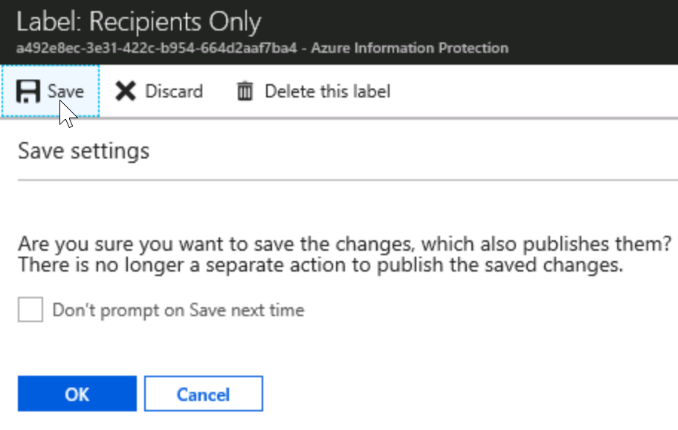 Label: Recipients Only
a492e8ec-3e31-422c-b954-664d2aaf7ba4 - Azure Information Protection
Save Discard Delete this label
Save settings
Are you sure you want to save the changes, which also publishes them?
There is no longer a separate action to publish the saved changes.
Don't prompt on Save next time
OK Cancel